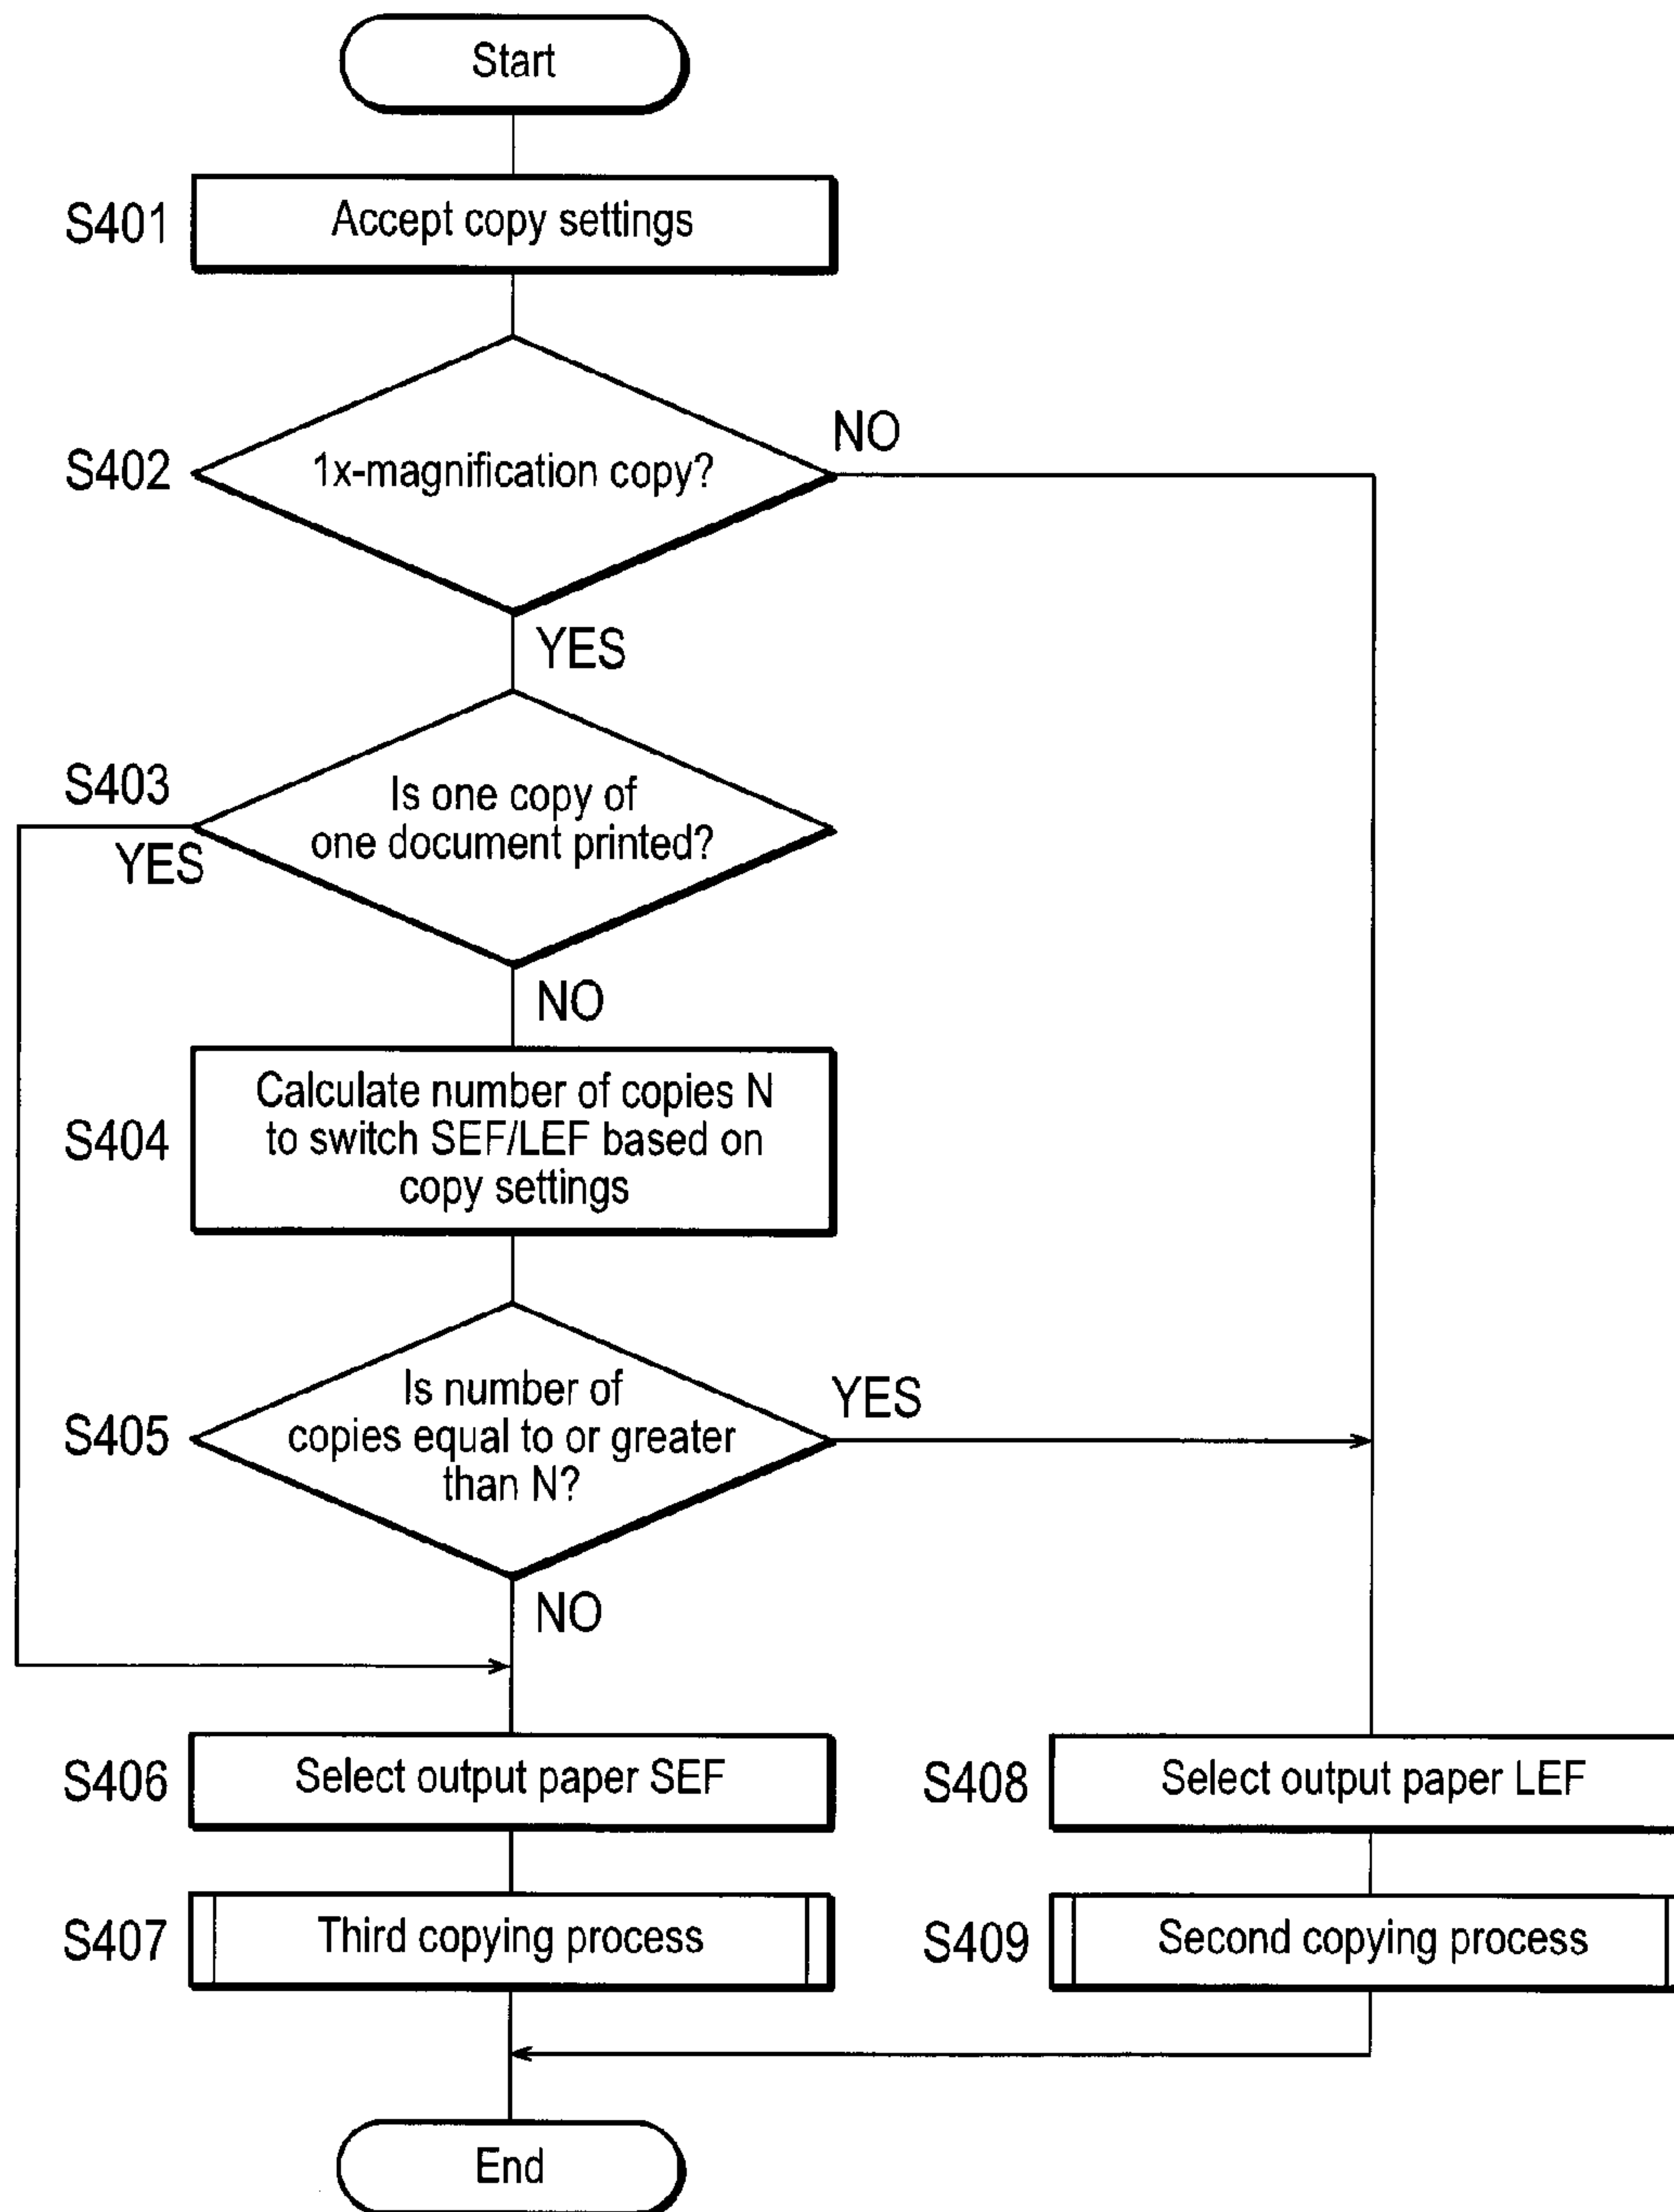 Start
S401
Accept copy settings
S402
1x-magnification copy?
NO
YES
S403
Is one copy of
one document printed?
YES
NO
S404
Calculate number of copies N
to switch SEF/LEF based on
copy settings
S405
Is number of
copies equal to or greater
than N?
YES
NO
S406
Select output paper SEF
S408
Select output paper LEF
S407
Third copying process
S409
Second copying process
End